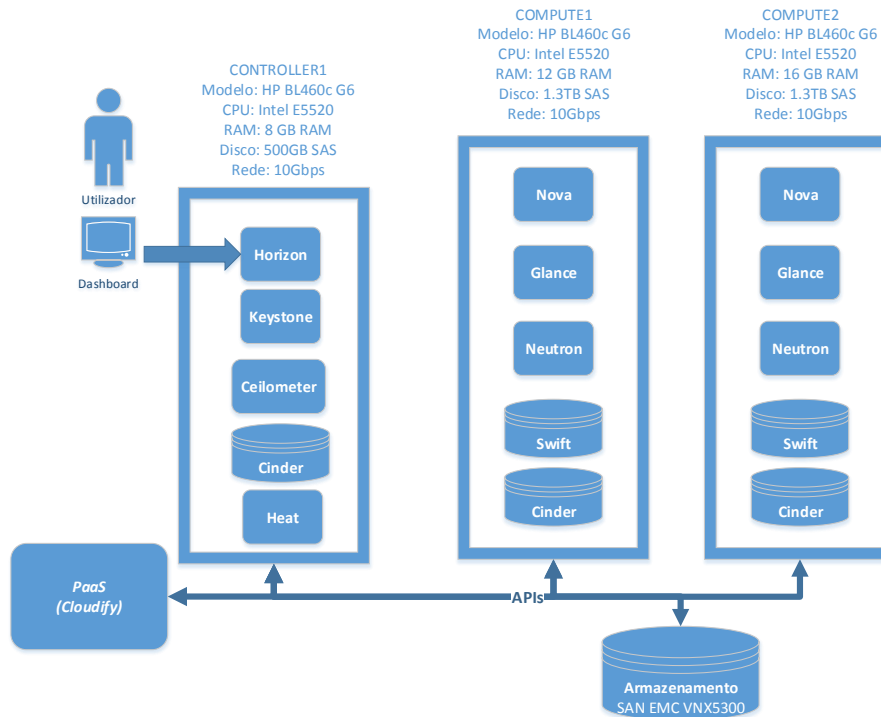 CONTROLLER1
Modelo: HP BL460c G6
CPU: Intel E5520
RAM: 8 GB RAM
Disco: 500GB SAS
Rede: 10Gbps
COMPUTE1
Modelo: HP BL460c G6
CPU: Intel E5520
RAM: 12 GB RAM
Disco: 1.3TB SAS
Rede: 10Gbps
COMPUTE2
Modelo: HP BL460c G6
CPU: Intel E5520
RAM: 16 GB RAM
Disco: 1.3TB SAS
Rede: 10Gbps
Utilizador
Dashboard
Horizon
Keystone
Ceilometer
Cinder
Heat
Nova
Glance
Neutron
Swift
Cinder
Nova
Glance
Neutron
Swift
Cinder
PaaS
(Cloudify)
APIs
Armazenamento
SAN EMC VNX5300